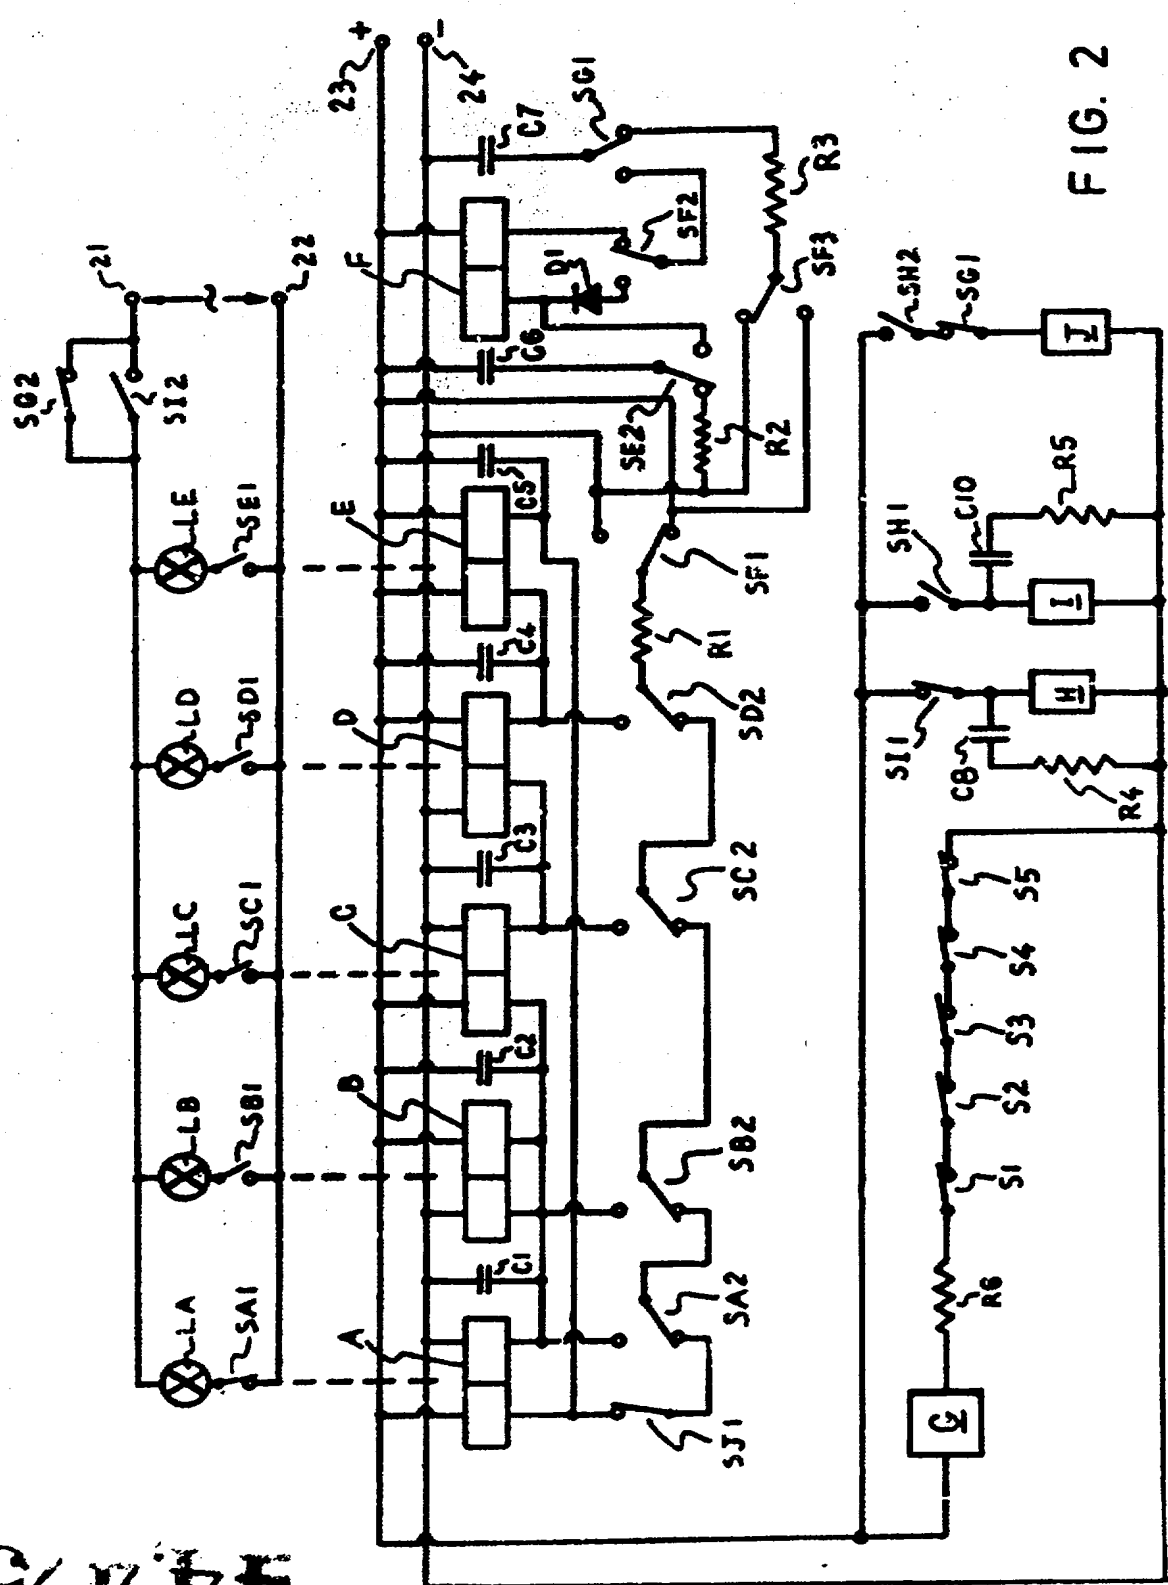 SG2
SI2
21
22
LA
LB
LC
LD
LE
SA1
SB1
SC1
SD1
SE1
23
+
24
-
A
B
C
D
E
F
C1
C2
C3
C4
C5
C6
C7
D1
SG1
SF2
SE2
R2
R3
SF3
SJ1
SA2
SB2
SC2
SD2
R1
SF1
G
R6
S1
S2
S3
S4
S5
SI1
C8
R4
H
SH1
C10
R5
I
SH2
SG1
J
FIG. 2